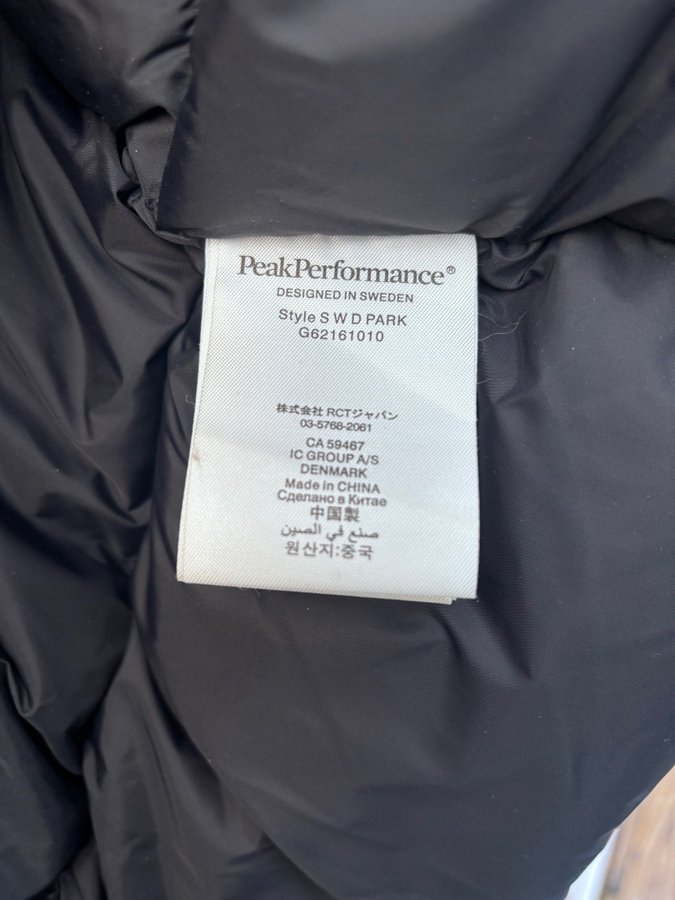 PeakPerformance®
DESIGNED IN SWEDEN
Style S W D PARK
G62161010
株式会社 RCTジャパン
03-5768-2061
CA 59467
IC GROUP A/S
DENMARK
Made in CHINA
Сделано в Китае
中国製
صنع في الصين
원산지:중국